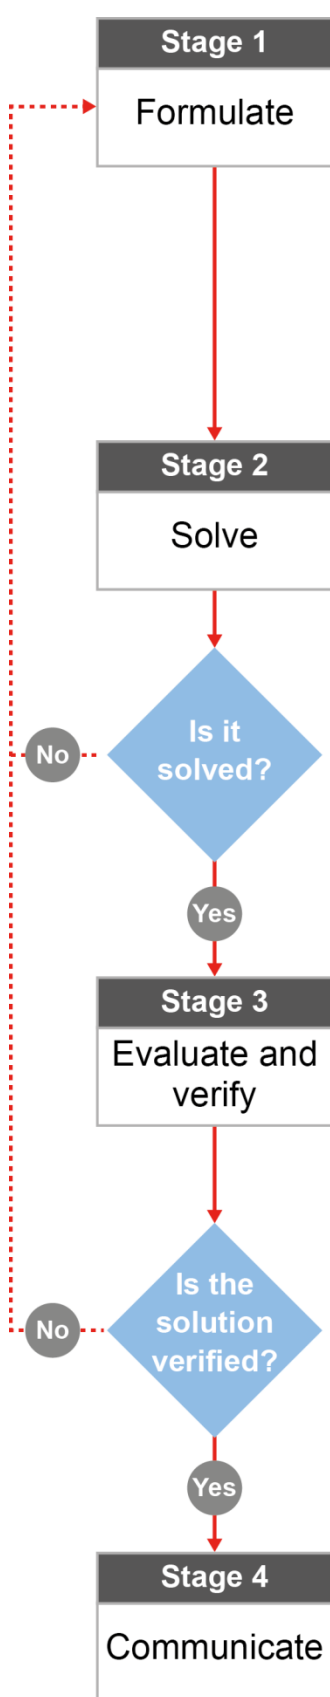 Stage 1
Formulate
Stage 2
Solve
Is it
solved?
No
Yes
Stage 3
Evaluate and
verify
Is the
solution
verified?
No
Yes
Stage 4
Communicate